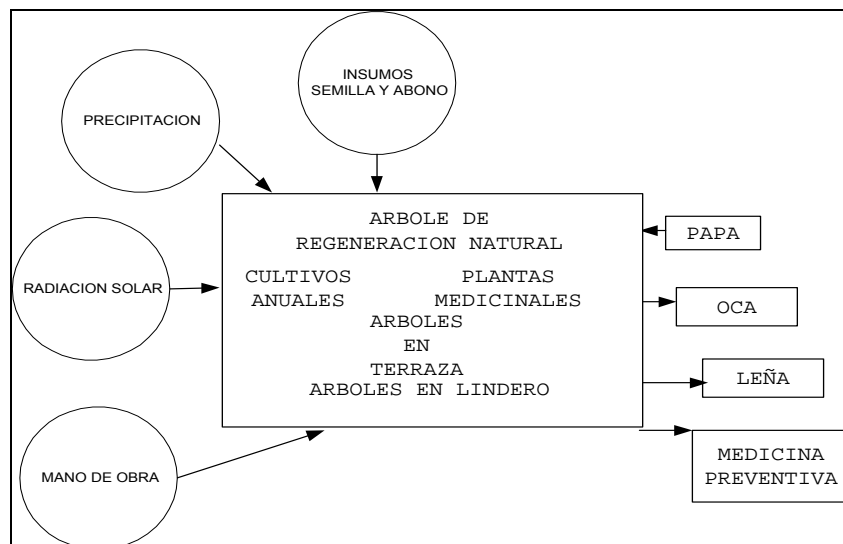 INSUMOS
SEMILLA Y ABONO
PRECIPITACION
RADIACION SOLAR
MANO DE OBRA
ARBOLE DE
REGENERACION NATURAL
CULTIVOS PLANTAS
ANUALES MEDICINALES
ARBOLES
EN
TERRAZA
ARBOLES EN LINDERO
PAPA
OCA
LEÑA
MEDICINA
PREVENTIVA